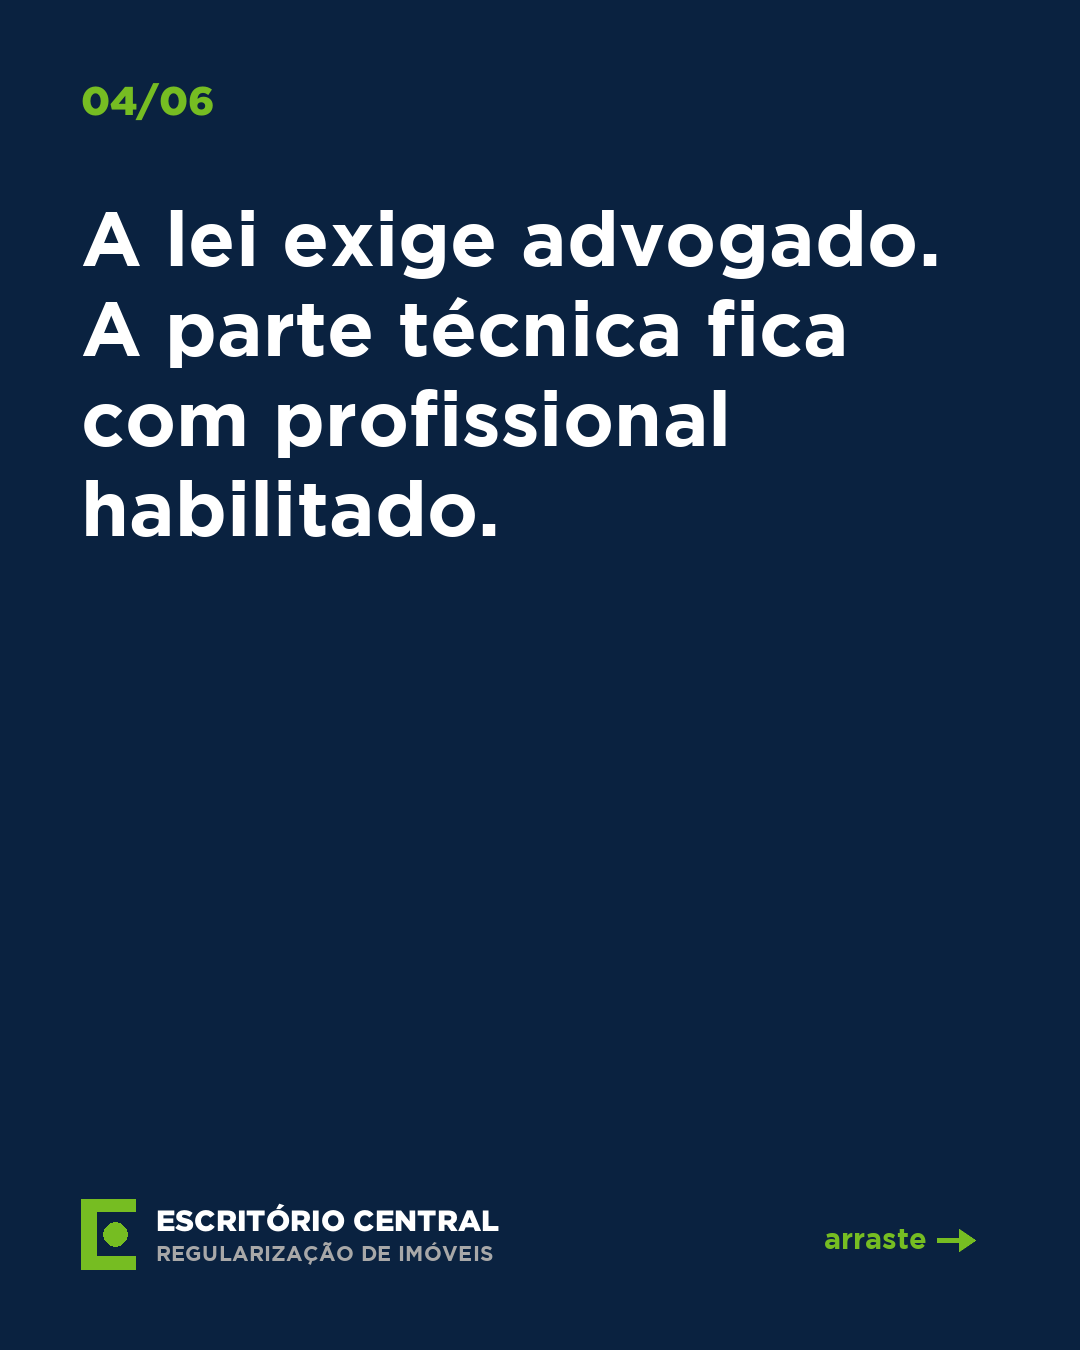 04/06
A lei exige advogado.
A parte técnica fica
com profissional
habilitado.
ESCRITÓRIO CENTRAL
REGULARIZAÇÃO DE IMÓVEIS
arraste